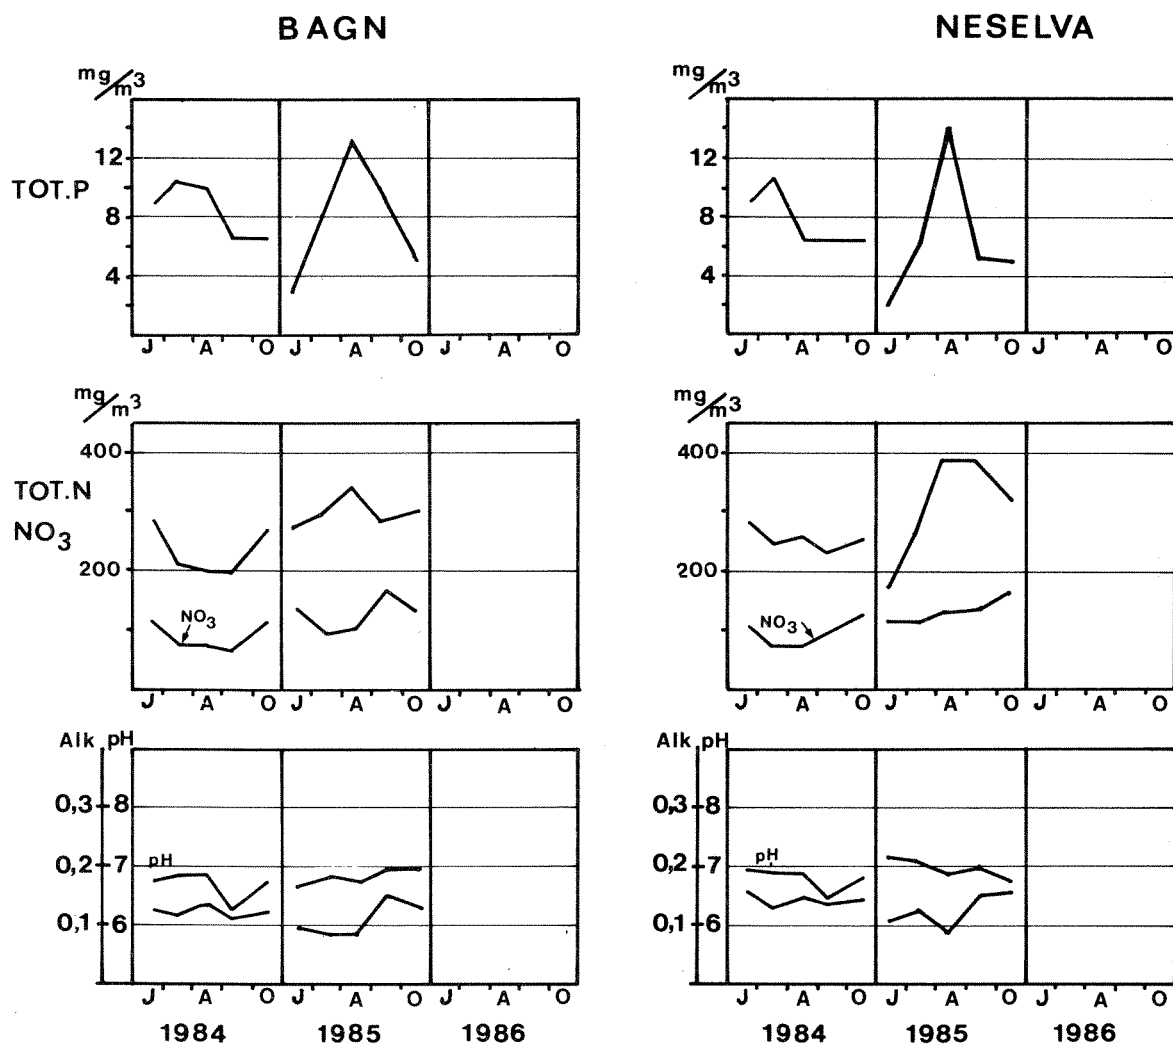 BAGN NESELVA
mg/m³ mg/m³
12 12
TOT.P
8 8
4 4
J A O J A O J A O J A O J A O J A O
mg/m³ mg/m³
400 400
TOT.N
NO₃
200 200
NO₃ NO₃
J A O J A O J A O J A O J A O J A O
Alk pH Alk pH
0,3 8 0,3 8
pH pH
0,2 7 0,2 7
0,1 6 0,1 6
J A O J A O J A O J A O J A O J A O
1984 1985 1986 1984 1985 1986